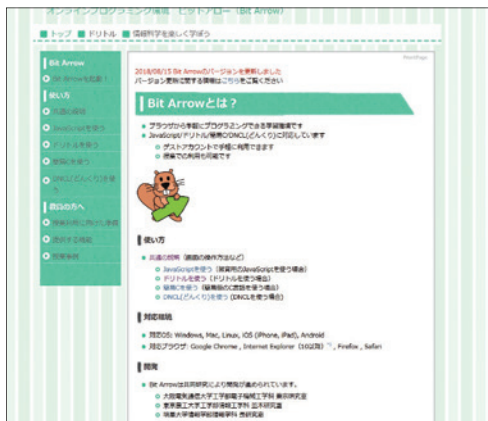 オンラインプログラミング環境 ビットアロー（Bit Arrow）
トップ ドリトル 情報科学を楽しく学ぼう
FrontPage
Bit Arrow
Bit Arrowを起動！
使い方
共通の説明
JavaScriptを使う
ドリトルを使う
簡易Cを使う
DNCL(どんくり)を使う
教員の方へ
授業利用に向けた準備
提供する機能
授業事例
2018/08/15 Bit Arrowのバージョンを更新しました
バージョン更新に関する情報はこちらをご覧ください
Bit Arrowとは？
ブラウザから手軽にプログラミングできる学習環境です
JavaScript/ドリトル/簡易C/DNCL(どんくり)に対応しています
ゲストアカウントで手軽に利用できます
授業での利用も可能です
使い方
共通の説明（画面の操作方法など）
JavaScriptを使う（教育用のJavaScriptを使う場合）
ドリトルを使う（ドリトルを使う場合）
簡易Cを使う（簡易版のC言語を使う場合）
DNCL(どんくり)を使う (DNCLを使う場合)
対応環境
対応OS: Windows, Mac, Linux, iOS (iPhone, iPad), Android
対応ブラウザ: Google Chrome , Internet Explorer（10以降） , Firefox , Safari
開発
Bit Arrowは共同研究により開発が進められています。
大阪電気通信大学工学部電子機械工学科 兼宗研究室
東京農工大学工学部情報工学科 並木研究室
明星大学情報学部情報学科 長研究室